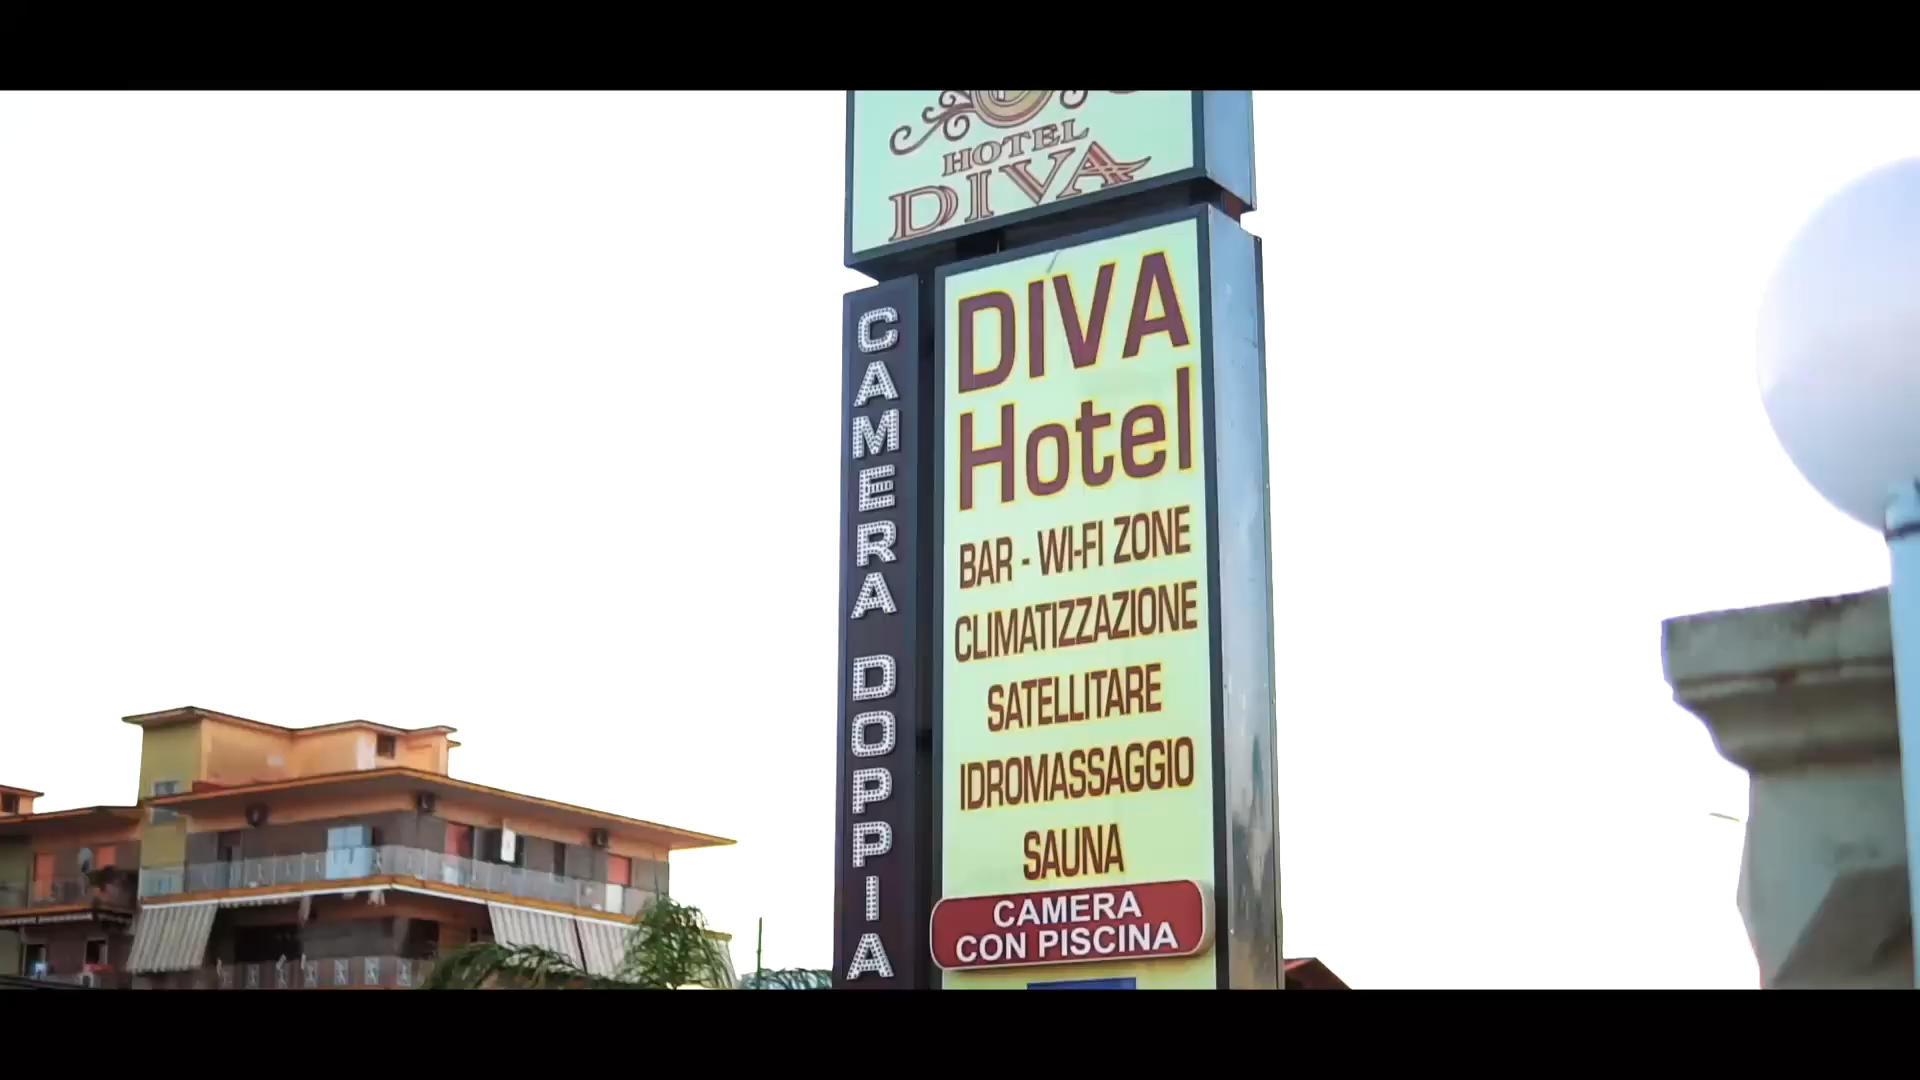 HOTEL
DIVA
CAMERA DOPPIA
DIVA
Hotel
BAR - WI-FI ZONE
CLIMATIZZAZIONE
SATELLITARE
IDROMASSAGGIO
SAUNA
CAMERA
CON PISCINA